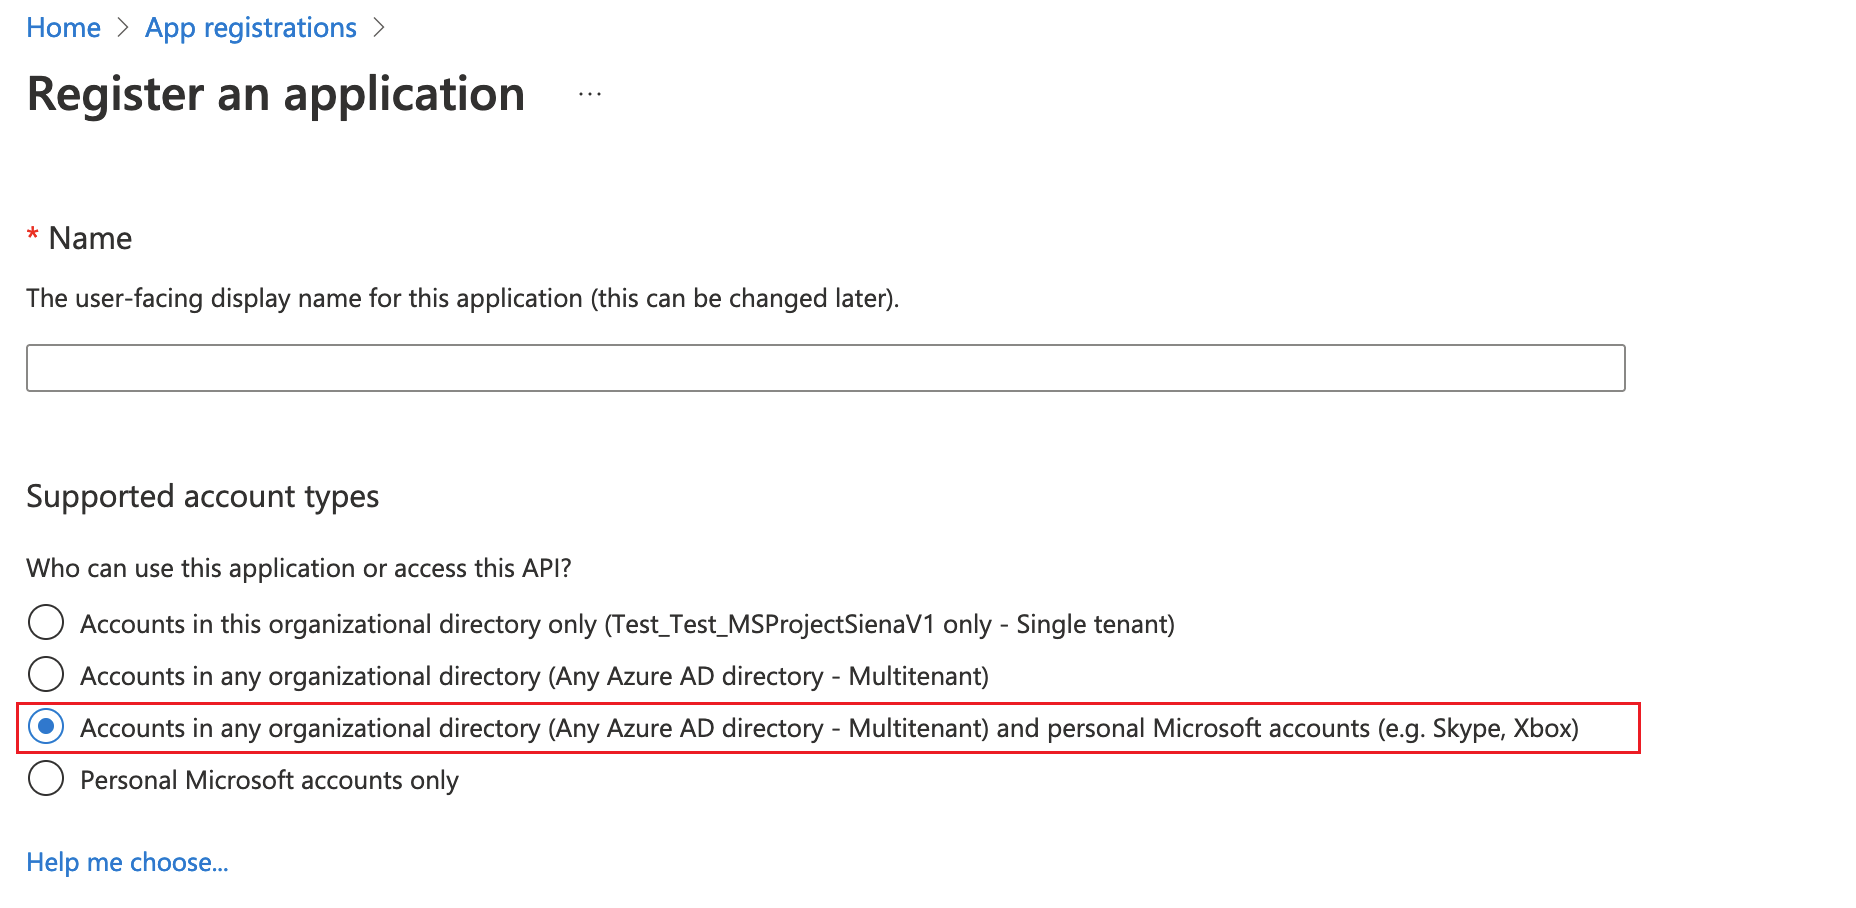 Home > App registrations >
Register an application ...
* Name
The user-facing display name for this application (this can be changed later).
Supported account types
Who can use this application or access this API?
Accounts in this organizational directory only (Test_Test_MSProjectSienaV1 only - Single tenant)
Accounts in any organizational directory (Any Azure AD directory - Multitenant)
Accounts in any organizational directory (Any Azure AD directory - Multitenant) and personal Microsoft accounts (e.g. Skype, Xbox)
Personal Microsoft accounts only
Help me choose...